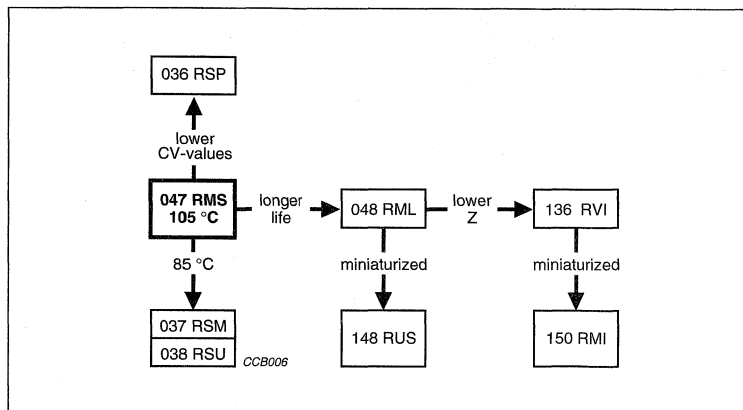 036 RSP
lower
CV-values
047 RMS
105 °C
longer
life
048 RML
lower
Z
136 RVI
85 °C
miniaturized
miniaturized
037 RSM
038 RSU
CCB006
148 RUS
150 RMI